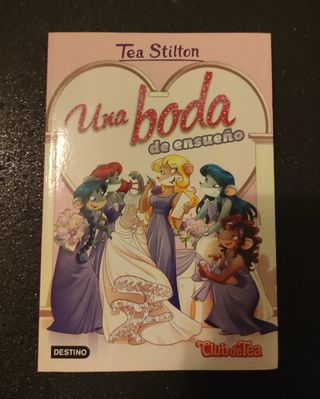 Tea Stilton
Una boda
de ensueño
DESTINO
Club de Tea